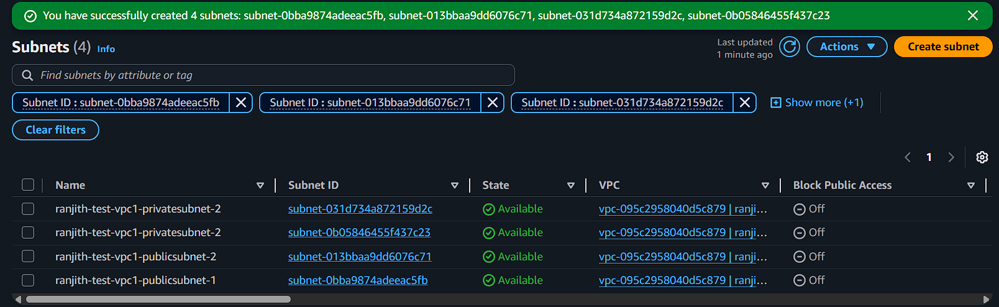 You have successfully created 4 subnets: subnet-0bba9874adeeac5fb, subnet-013bbaa9dd6076c71, subnet-031d734a872159d2c, subnet-0b05846455f437c23
Subnets (4) Info
Last updated
1 minute ago
Actions
Create subnet
Find subnets by attribute or tag
Subnet ID : subnet-0bba9874adeeac5fb
Subnet ID : subnet-013bbaa9dd6076c71
Subnet ID : subnet-031d734a872159d2c
Show more (+1)
Clear filters
1
Name Subnet ID State VPC Block Public Access
ranjith-test-vpc1-privatesubnet-2 subnet-031d734a872159d2c Available vpc-095c2958040d5c879 | ranji... Off
ranjith-test-vpc1-privatesubnet-2 subnet-0b05846455f437c23 Available vpc-095c2958040d5c879 | ranji... Off
ranjith-test-vpc1-publicsubnet-2 subnet-013bbaa9dd6076c71 Available vpc-095c2958040d5c879 | ranji... Off
ranjith-test-vpc1-publicsubnet-1 subnet-0bba9874adeeac5fb Available vpc-095c2958040d5c879 | ranji... Off